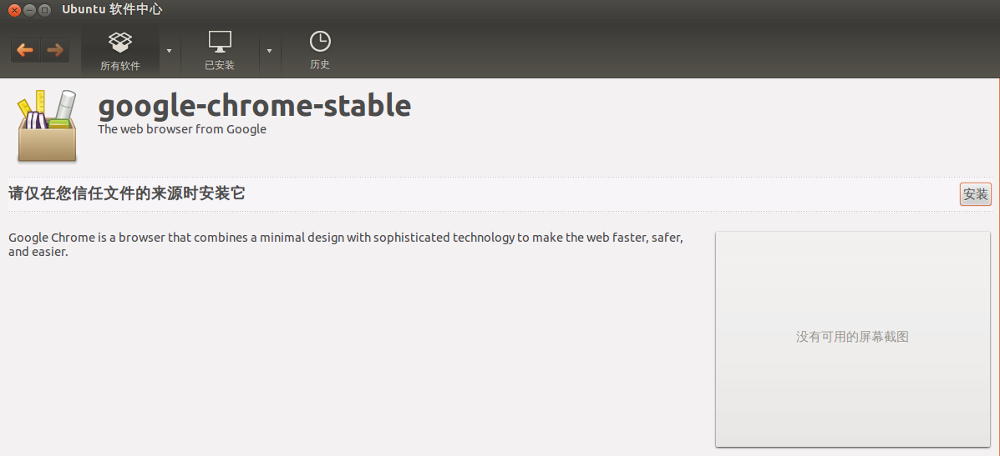 Ubuntu 软件中心
所有软件
已安装
历史
google-chrome-stable
The web browser from Google
请仅在您信任文件的来源时安装它
安装
Google Chrome is a browser that combines a minimal design with sophisticated technology to make the web faster, safer,
and easier.
没有可用的屏幕截图